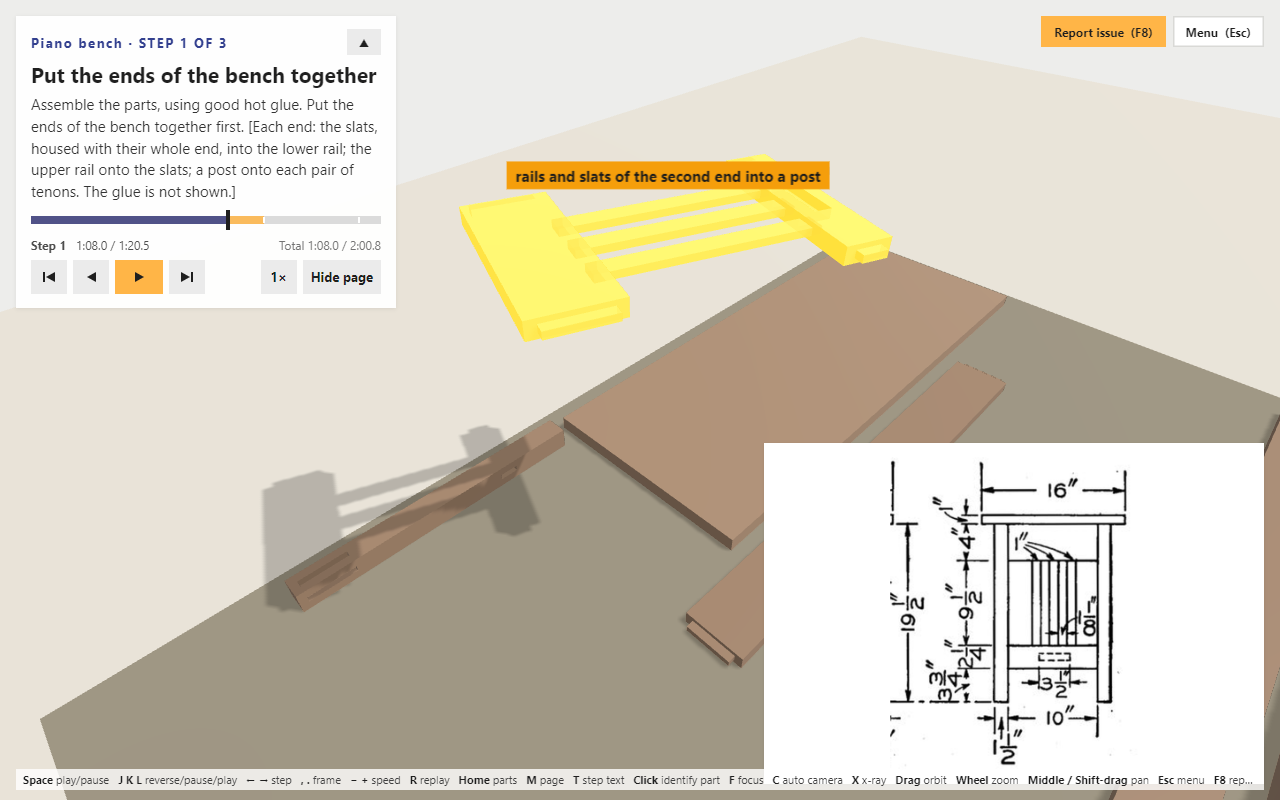 Piano bench · STEP 1 OF 3
▲
Put the ends of the bench together
Assemble the parts, using good hot glue. Put the
ends of the bench together first. [Each end: the slats,
housed with their whole end, into the lower rail; the
upper rail onto the slats; a post onto each pair of
tenons. The glue is not shown.]
Step 1 1:08.0 / 1:20.5
Total 1:08.0 / 2:00.8
1×
Hide page
Report issue (F8)
Menu (Esc)
rails and slats of the second end into a post
16"
1"
4"
1"
19 1/2"
9 1/2"
1/8"
2 1/4"
3 3/4"
3 1/2"
10"
1 1/2"
Space play/pause J K L reverse/pause/play ← → step , . frame − + speed R replay Home parts M page T step text Click identify part F focus C auto camera X x-ray Drag orbit Wheel zoom Middle / Shift-drag pan Esc menu F8 rep...